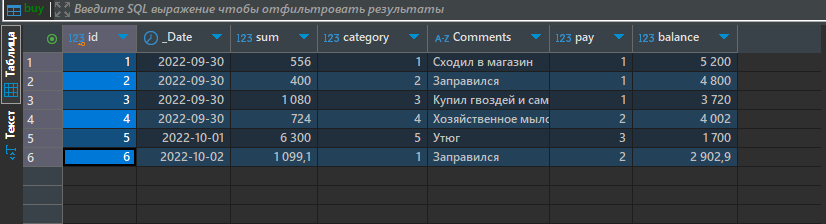 buy Введите SQL выражение чтобы отфильтровать результаты
Таблица
Текст
123 id _Date 123 sum 123 category A-Z Comments 123 pay 123 balance
1 1 2022-09-30 556 1 Сходил в магазин 1 5 200
2 2 2022-09-30 400 2 Заправился 1 4 800
3 3 2022-09-30 1 080 3 Купил гвоздей и сам 1 3 720
4 4 2022-09-30 724 4 Хозяйственное мыло 2 4 002
5 5 2022-10-01 6 300 5 Утюг 3 1 700
6 6 2022-10-02 1 099,1 1 Заправился 2 2 902,9